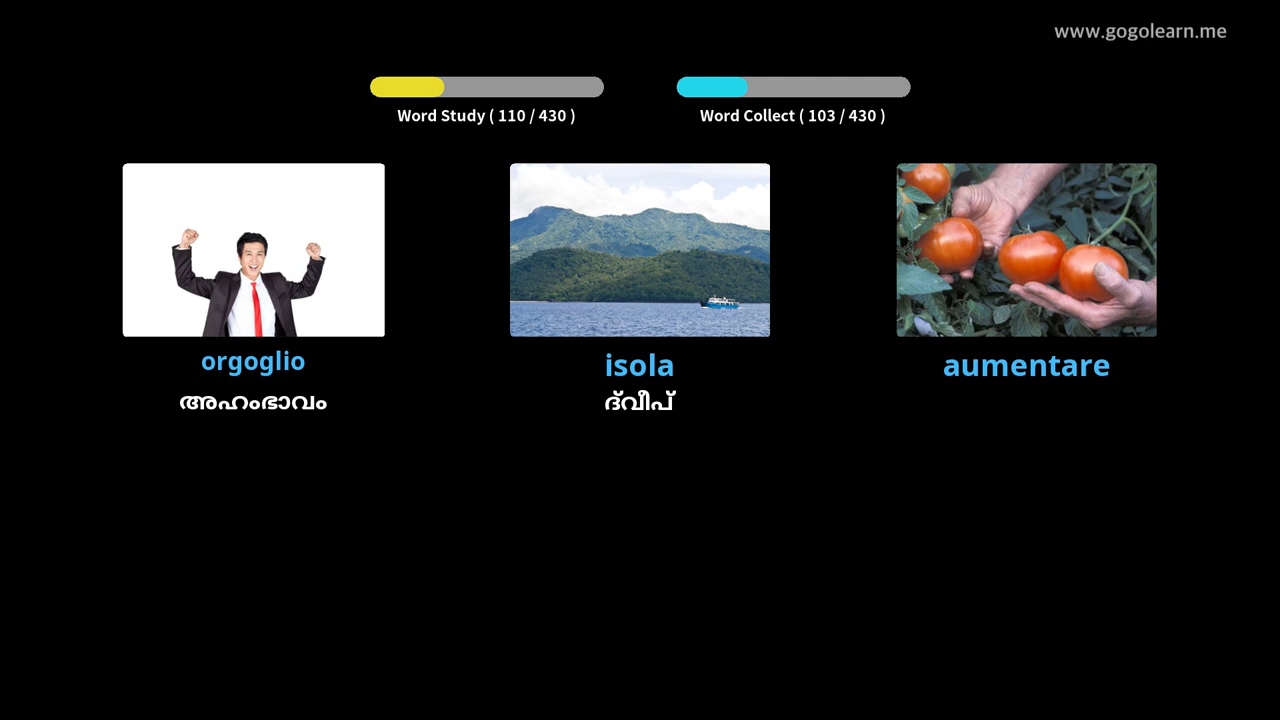 www.gogolearn.me
Word Study ( 110 / 430 )
Word Collect ( 103 / 430 )
orgoglio
അഹംഭാവം
isola
ദ്വീപ്
aumentare